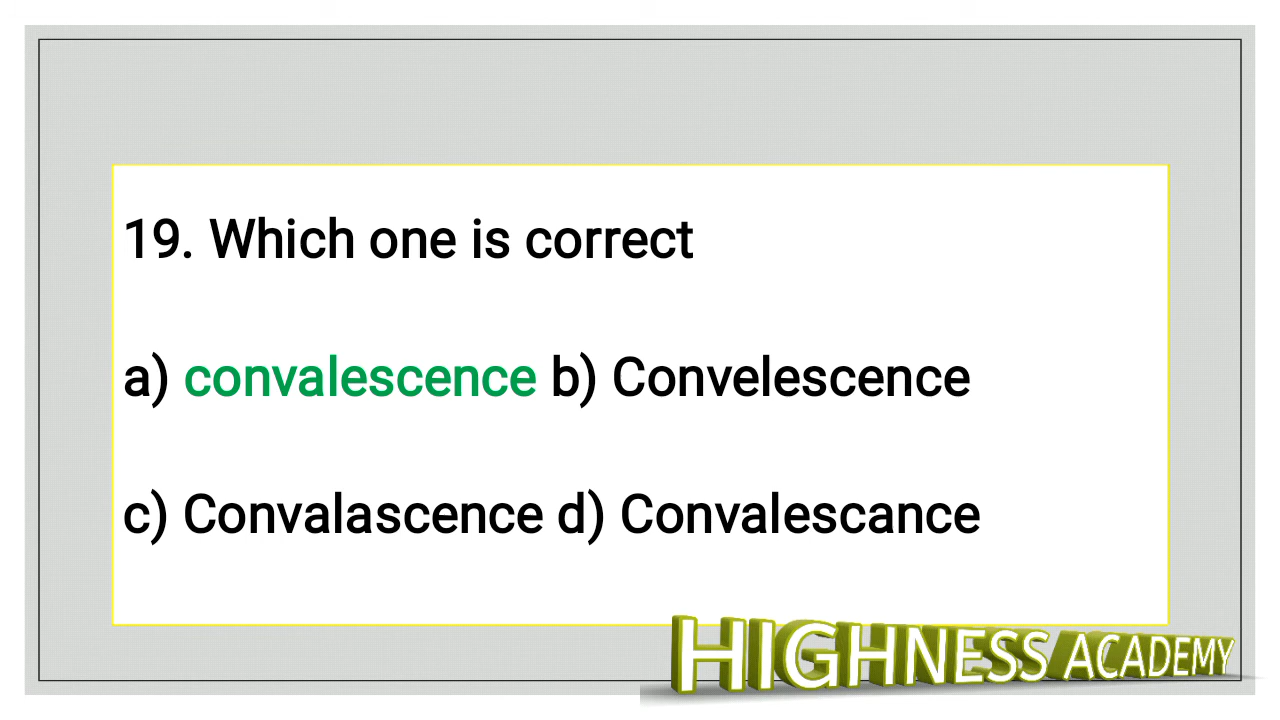 19. Which one is correct
a) convalescence b) Convelescence
c) Convalascence d) Convalescance
HIGHNESS ACADEMY